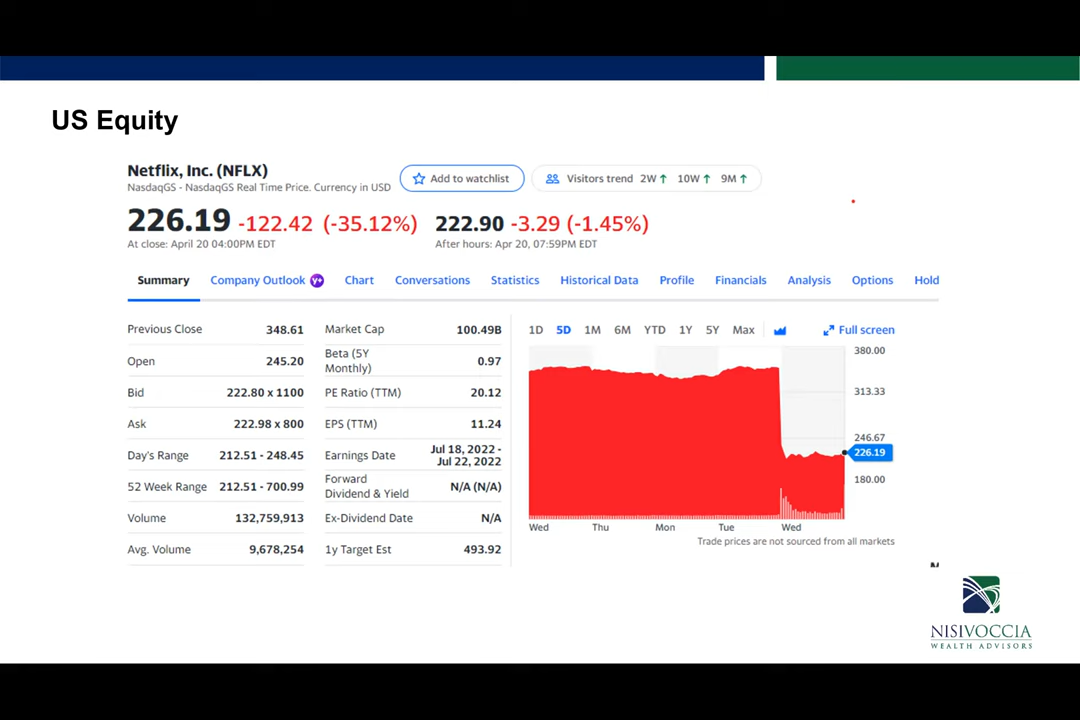 US Equity
Netflix, Inc. (NFLX)
NasdaqGS - NasdaqGS Real Time Price. Currency in USD
Add to watchlist
Visitors trend 2W↑ 10W↑ 9M↑
226.19 -122.42 (-35.12%)
At close: April 20 04:00PM EDT
222.90 -3.29 (-1.45%)
After hours: Apr 20, 07:59PM EDT
Summary Company Outlook Y+ Chart Conversations Statistics Historical Data Profile Financials Analysis Options Hold
Previous Close 348.61
Open 245.20
Bid 222.80 x 1100
Ask 222.98 x 800
Day's Range 212.51 - 248.45
52 Week Range 212.51 - 700.99
Volume 132,759,913
Avg. Volume 9,678,254
Market Cap 100.49B
Beta (5Y
Monthly) 0.97
PE Ratio (TTM) 20.12
EPS (TTM) 11.24
Earnings Date Jul 18, 2022 -
Jul 22, 2022
Forward
Dividend & Yield N/A (N/A)
Ex-Dividend Date N/A
1y Target Est 493.92
1D 5D 1M 6M YTD 1Y 5Y Max Full screen
380.00
313.33
246.67
226.19
180.00
Wed Thu Mon Tue Wed
Trade prices are not sourced from all markets
NISIVOCCIA
WEALTH ADVISORS